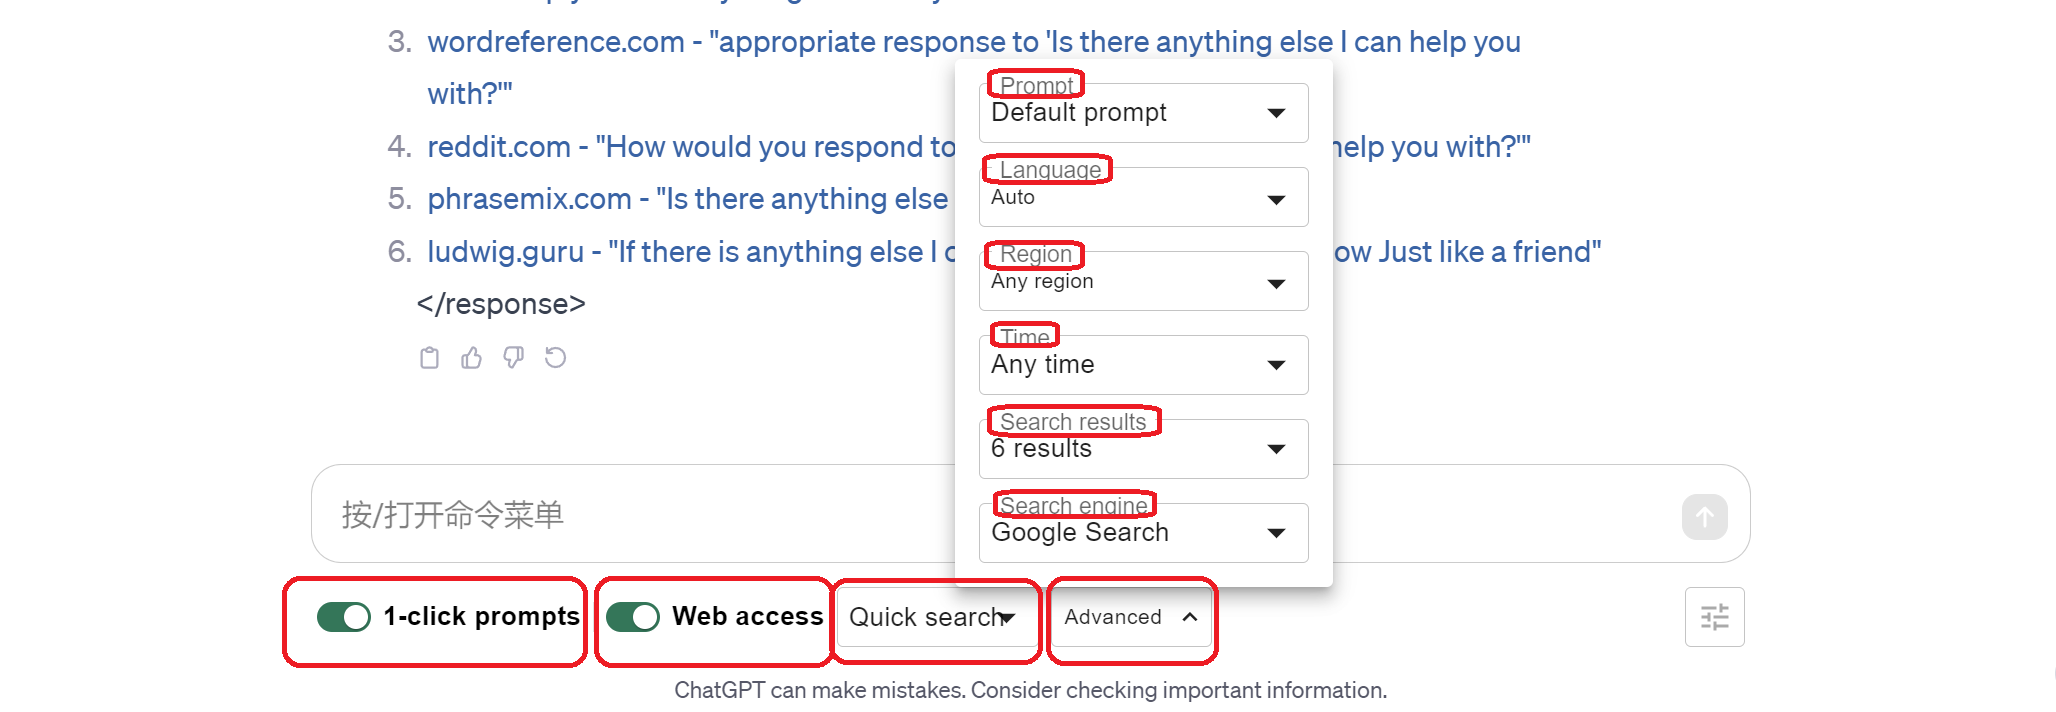 3. wordreference.com - "appropriate response to 'Is there anything else I can help you
with?'"
4. reddit.com - "How would you respond to
help you with?'"
5. phrasemix.com - "Is there anything else
6. ludwig.guru - "If there is anything else I
ow Just like a friend"
</response>
Prompt
Default prompt
Language
Auto
Region
Any region
Time
Any time
Search results
6 results
Search engine
Google Search
按/打开命令菜单
1-click prompts
Web access
Quick search
Advanced
ChatGPT can make mistakes. Consider checking important information.